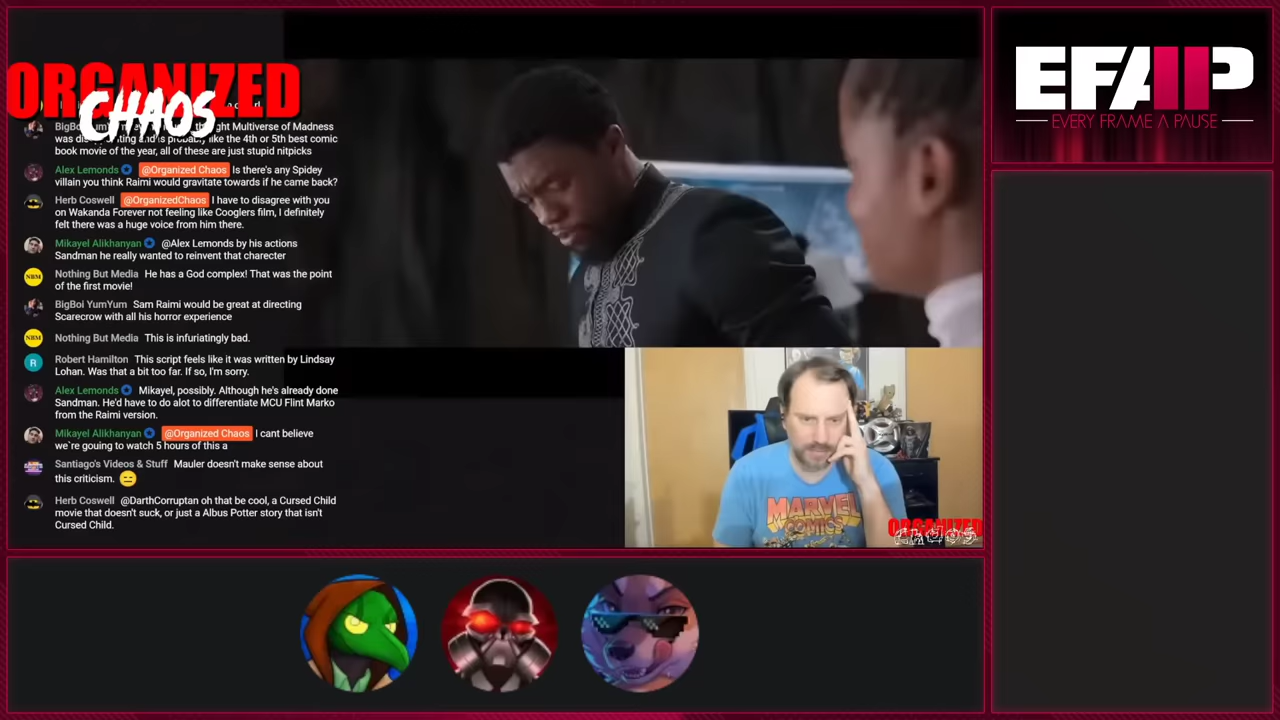 ORGANIZED
CHAOS
was
and is probably like the 4th or 5th best comic
book movie of the year, all of these are just stupid nitpicks
Alex Lemonds @Organized Chaos Is there's any Spidey
villain you think Raimi would gravitate towards if he came back?
Herb Coswell @OrganizedChaos I have to disagree with you
on Wakanda Forever not feeling like Cooglers film, I definitely
felt there was a huge voice from him there.
Mikayel Alikhanyan @Alex Lemonds by his actions
Sandman he really wanted to reinvent that charecter
Nothing But Media He has a God complex! That was the point
of the first movie!
BigBoi YumYum Sam Raimi would be great at directing
Scarecrow with all his horror experience
Nothing But Media This is infuriatingly bad.
Robert Hamilton This script feels like it was written by Lindsay
Lohan. Was that a bit too far. If so, I'm sorry.
Alex Lemonds Mikayel, possibly. Although he's already done
Sandman. He'd have to do alot to differentiate MCU Flint Marko
from the Raimi version.
Mikayel Alikhanyan @Organized Chaos I cant believe
we`re gouing to watch 5 hours of this a
Santiago's Videos & Stuff Mauler doesn't make sense about
this criticism.
Herb Coswell @DarthCorruptan oh that be cool, a Cursed Child
movie that doesn't suck, or just a Albus Potter story that isn't
Cursed Child.
NBM
NBM
R
MARVEL
COMICS
ORGANIZED
CHAOS
EFAP
EVERY FRAME A PAUSE